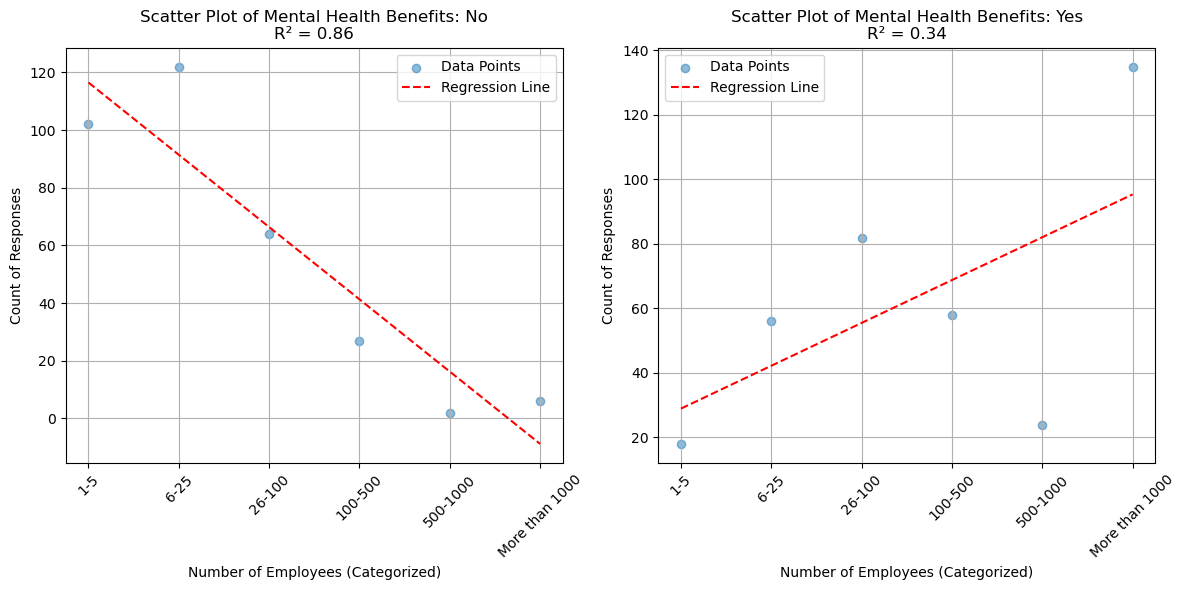 Scatter Plot of Mental Health Benefits: No
R² = 0.86
Data Points
Regression Line
120
100
80
60
40
20
0
Count of Responses
1-5
6-25
26-100
100-500
500-1000
More than 1000
Number of Employees (Categorized)
Scatter Plot of Mental Health Benefits: Yes
R² = 0.34
Data Points
Regression Line
140
120
100
80
60
40
20
Count of Responses
1-5
6-25
26-100
100-500
500-1000
More than 1000
Number of Employees (Categorized)